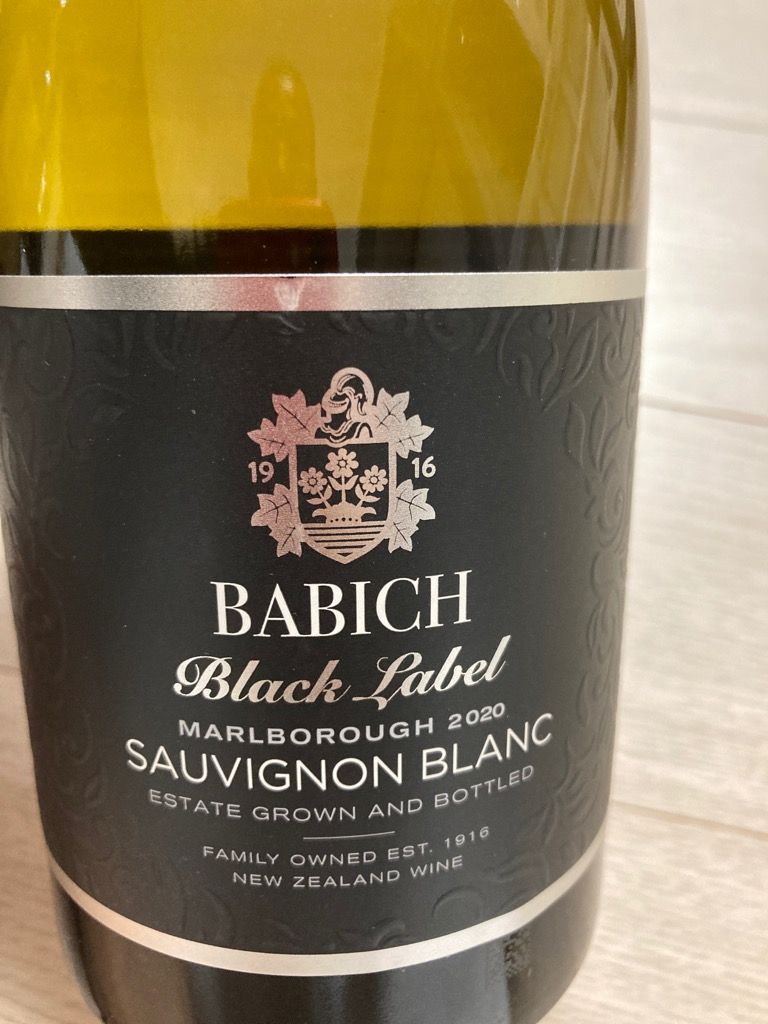 19 16
BABICH
Black Label
MARLBOROUGH 2020
SAUVIGNON BLANC
ESTATE GROWN AND BOTTLED
FAMILY OWNED EST. 1916
NEW ZEALAND WINE